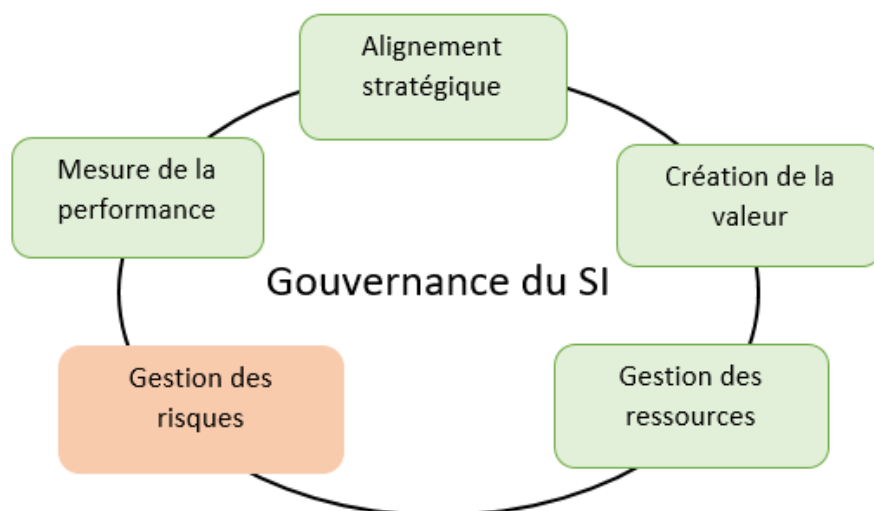 Alignement
stratégique
Mesure de la
performance
Création de la
valeur
Gouvernance du SI
Gestion des
risques
Gestion des
ressources